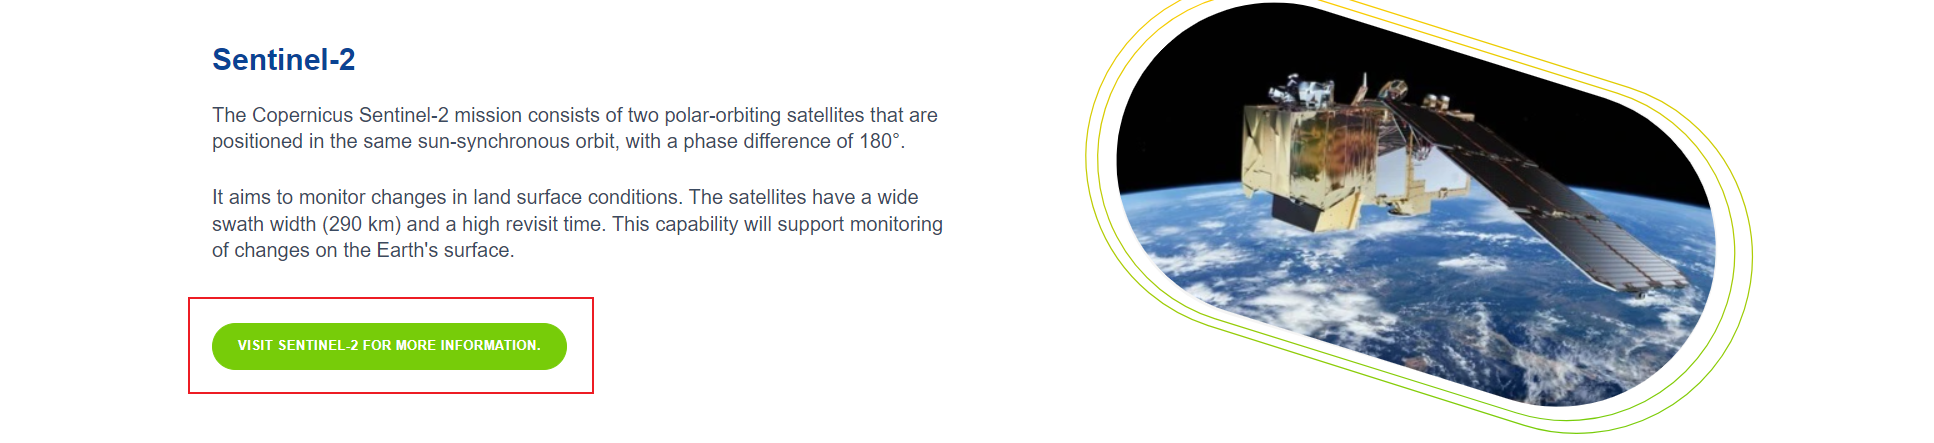 Sentinel-2
The Copernicus Sentinel-2 mission consists of two polar-orbiting satellites that are
positioned in the same sun-synchronous orbit, with a phase difference of 180°.
It aims to monitor changes in land surface conditions. The satellites have a wide
swath width (290 km) and a high revisit time. This capability will support monitoring
of changes on the Earth's surface.
VISIT SENTINEL-2 FOR MORE INFORMATION.